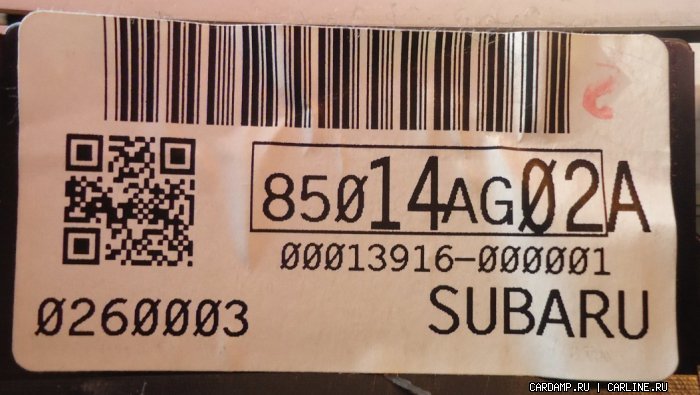 85014AG02A
00013916-000001
0260003
SUBARU
CARDAMP.RU | CARLINE.RU